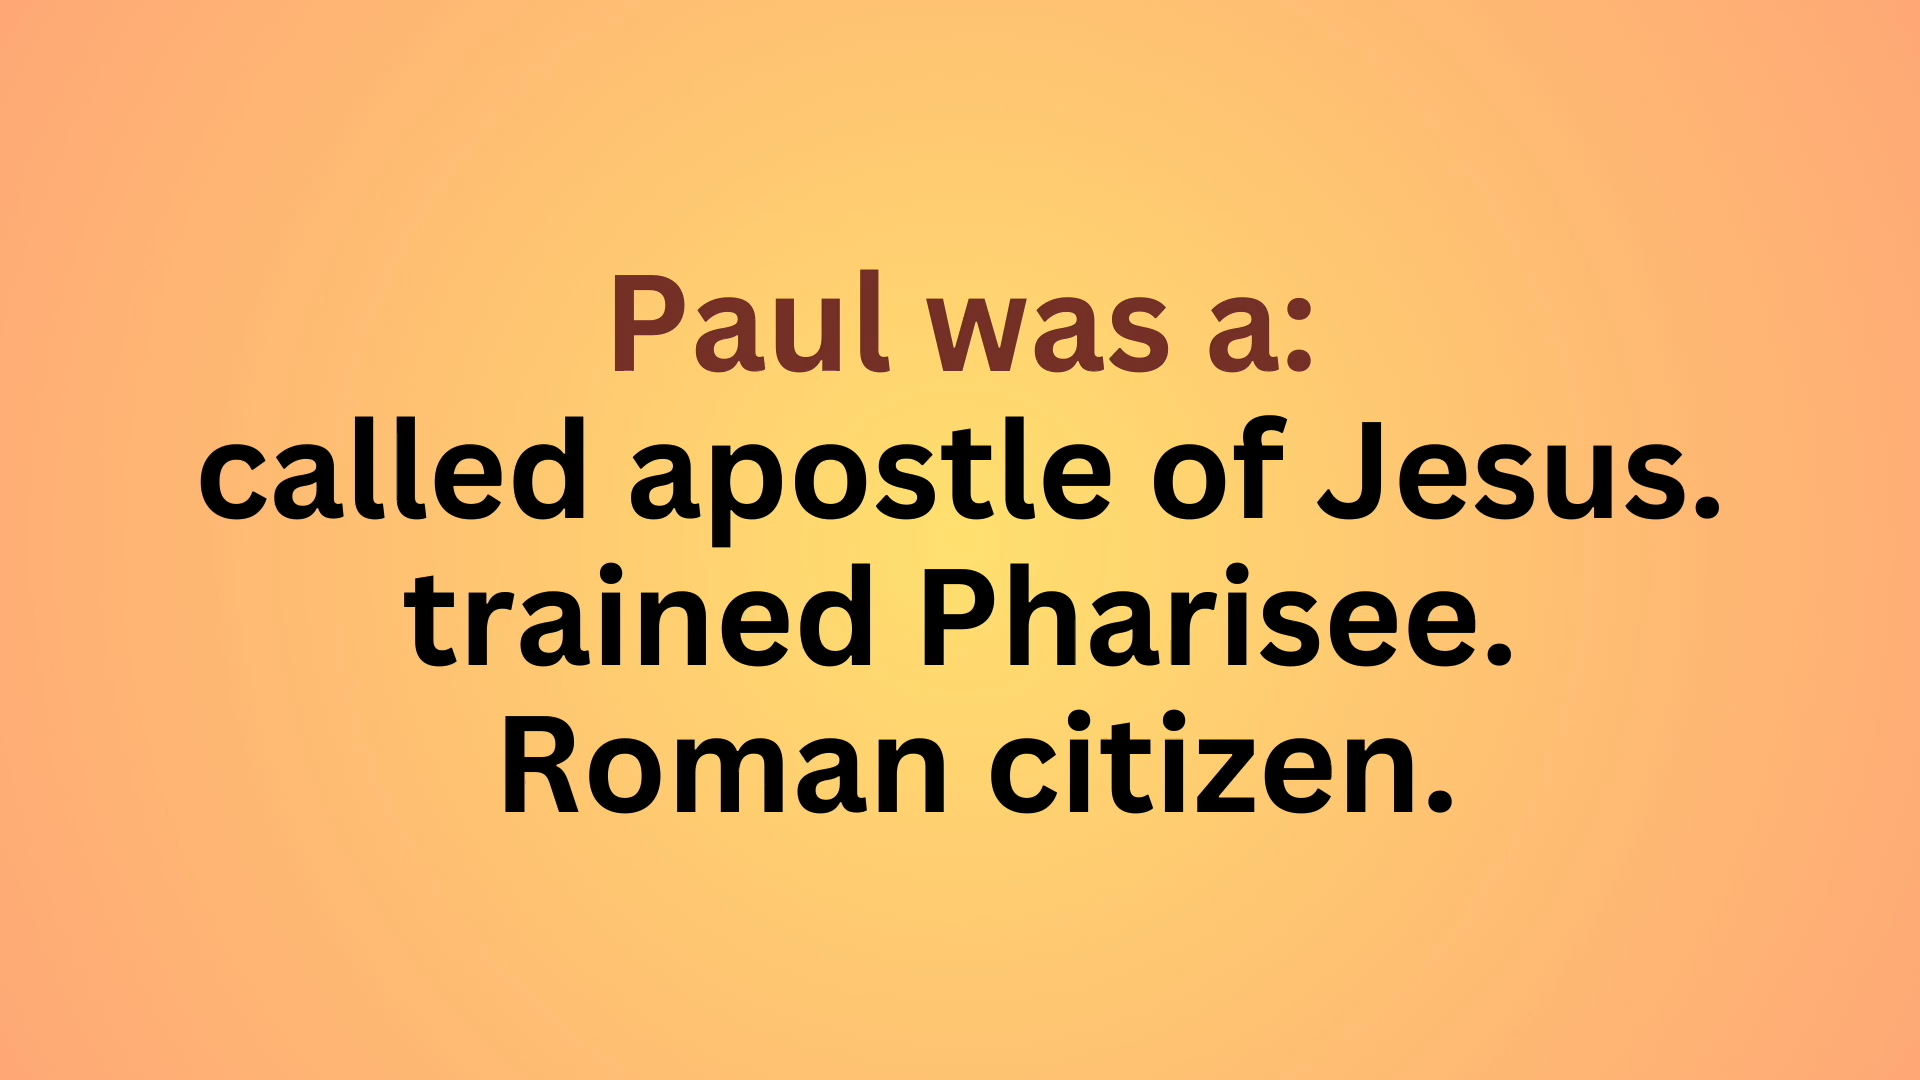 Paul was a:
called apostle of Jesus.
trained Pharisee.
Roman citizen.